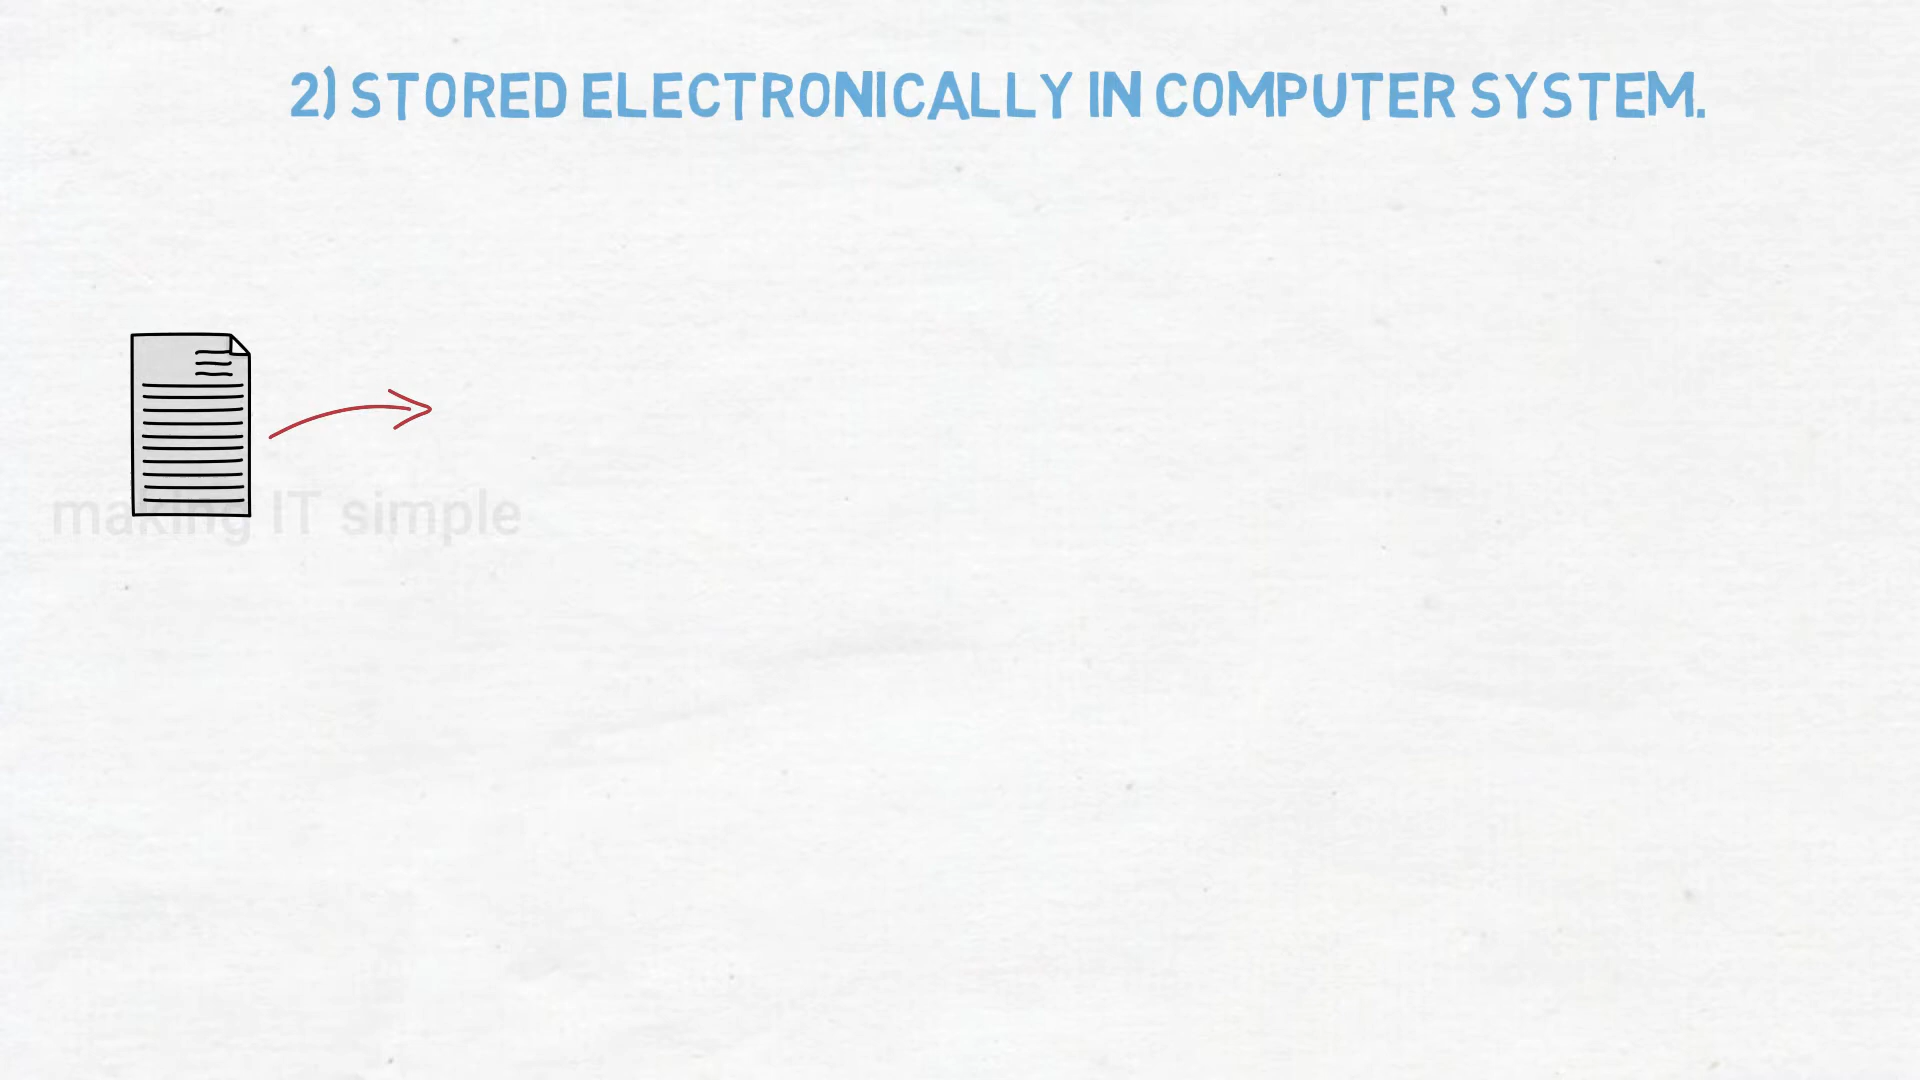 2) STORED ELECTRONICALLY IN COMPUTER SYSTEM.
making IT simple